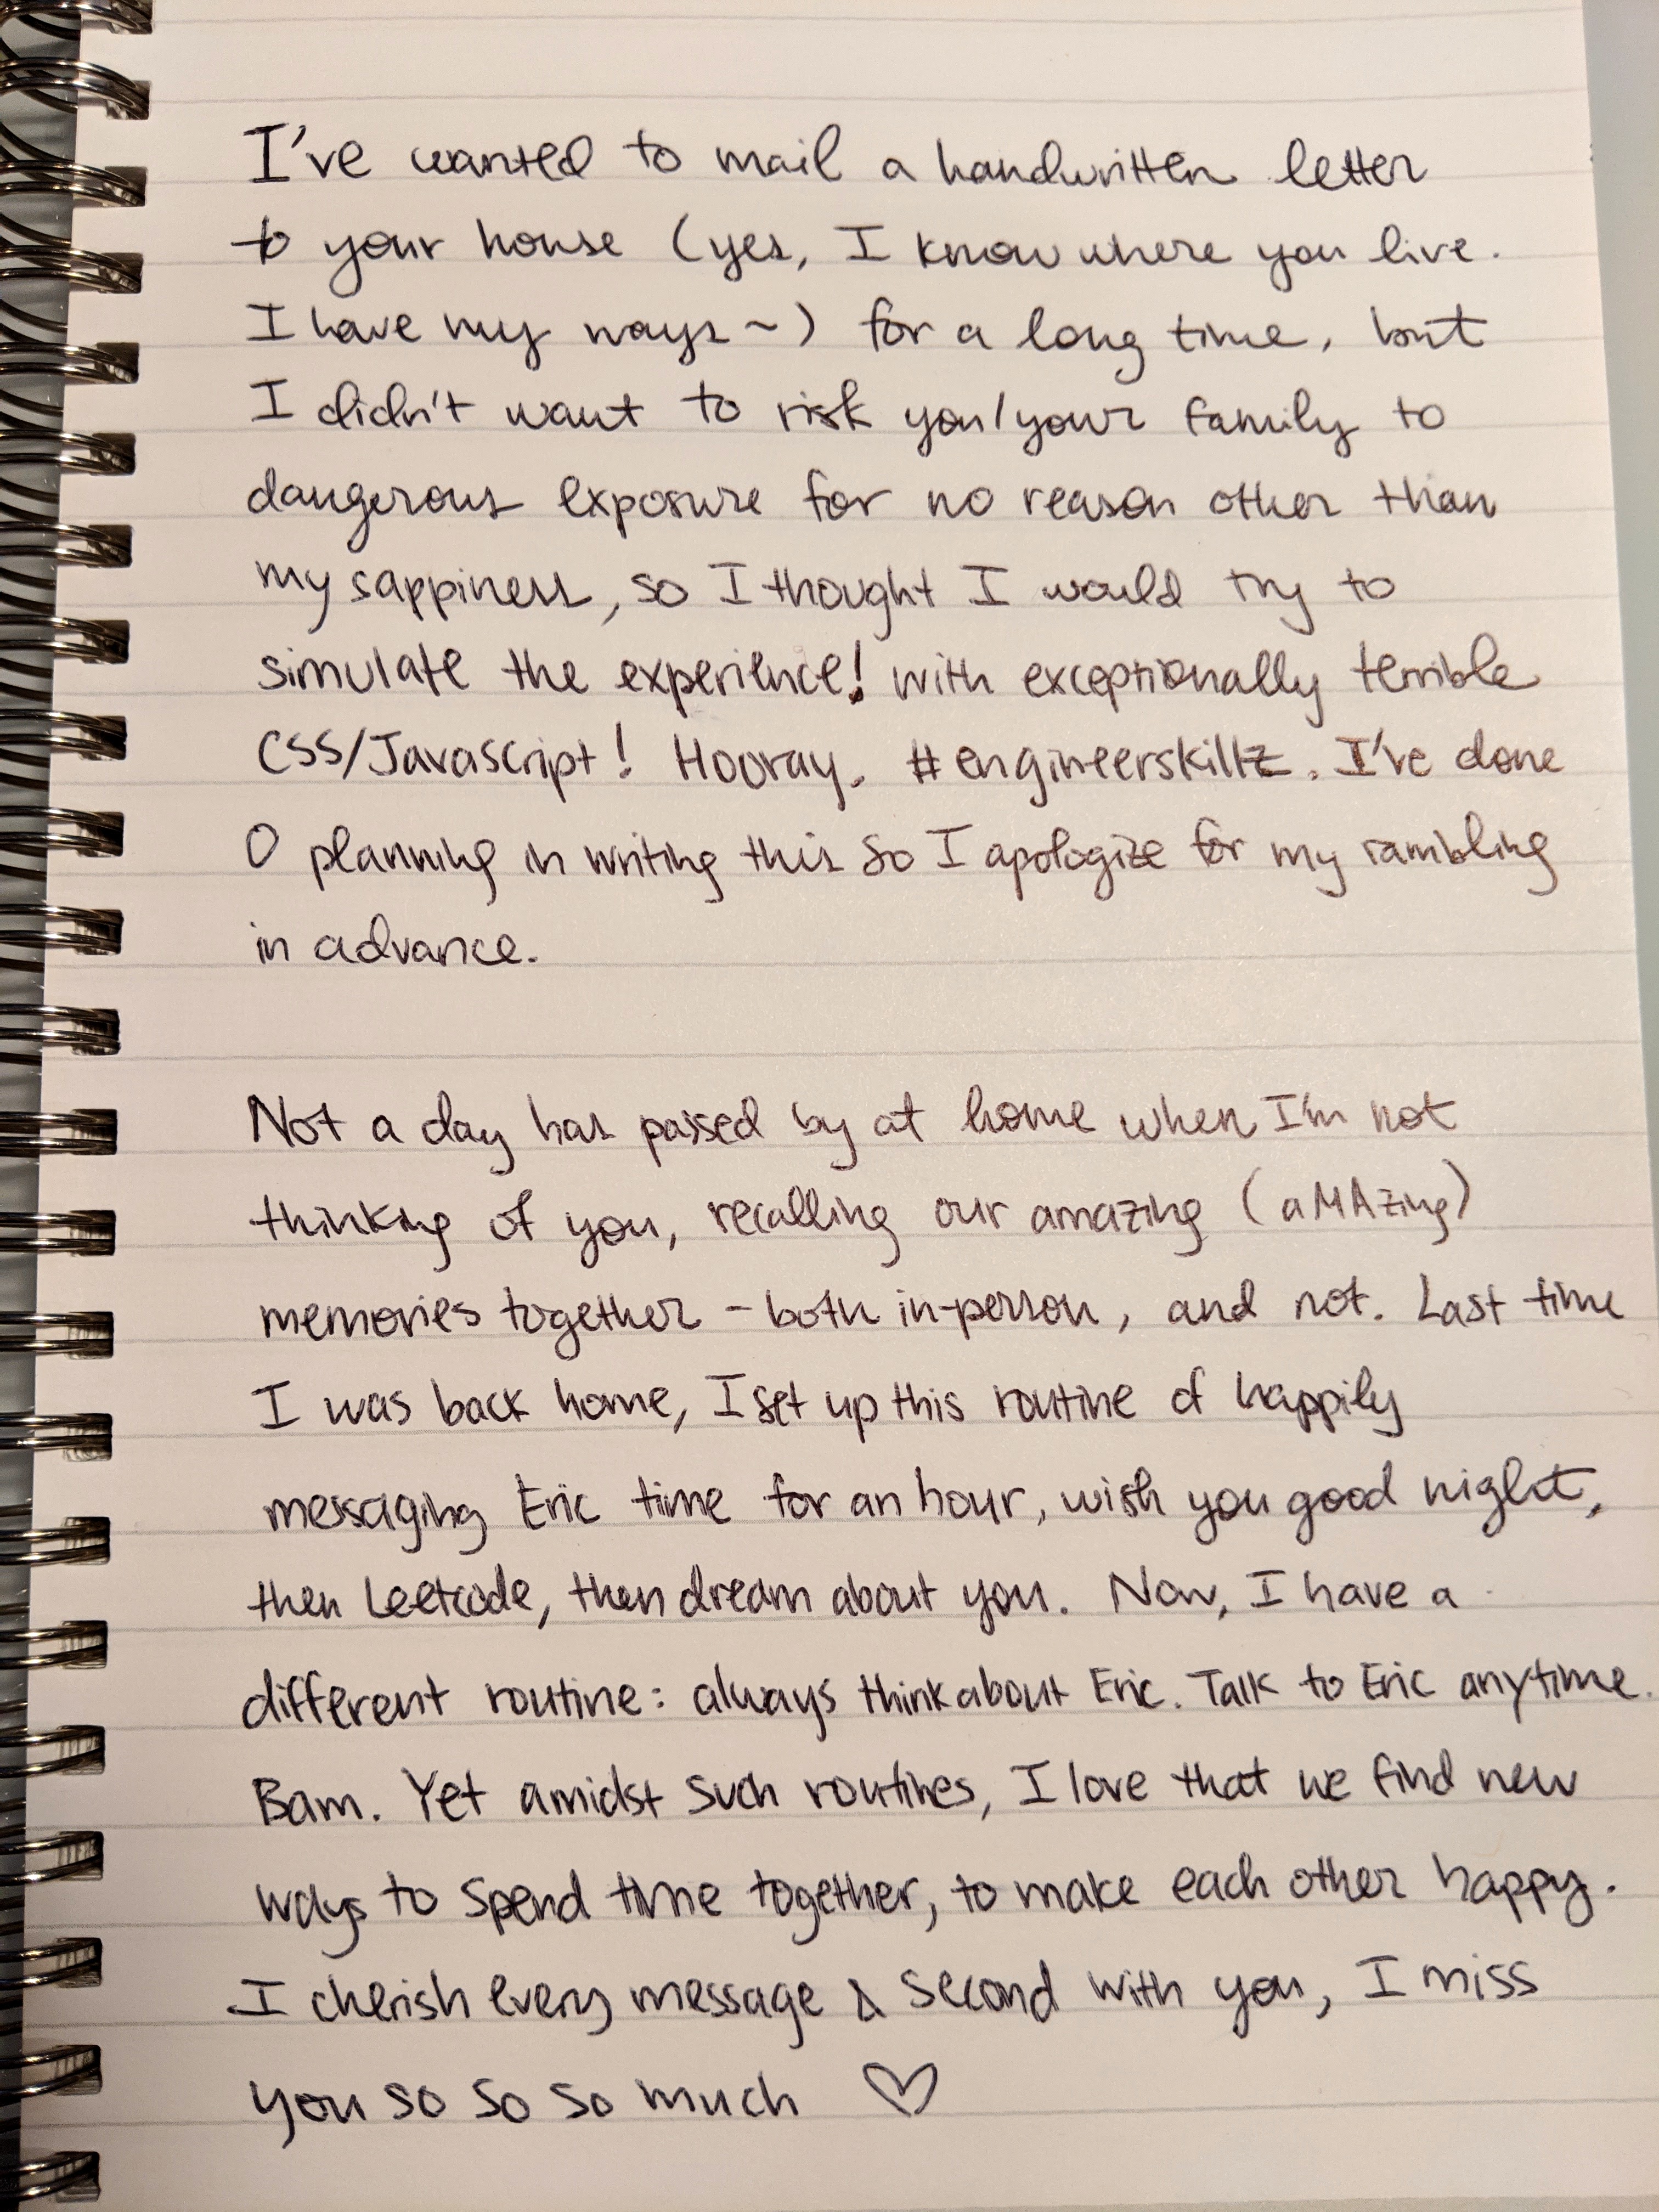 I've wanted to mail a handwritten letter
to your house (yes, I know where you live.
I have my ways~) for a long time, but
I didn't want to risk you/your family to
dangerous exposure for no reason other than
my sappiness, so I thought I would try to
simulate the experience! with exceptionally terrible
CSS/Javascript! Hooray. #engineerskillz. I've done
0 planning in writing this so I apologize for my rambling
in advance.
Not a day has passed by at home when I'm not
thinking of you, recalling our amazing (aMAzing)
memories together - both in-person, and not. Last time
I was back home, I set up this routine of happily
messaging Eric time for an hour, wish you good night,
then Leetcode, then dream about you. Now, I have a
different routine: always think about Eric. Talk to Eric anytime.
Bam. Yet amidst such routines, I love that we find new
ways to spend time together, to make each other happy.
I cherish every message & second with you, I miss
you so so so much ♡